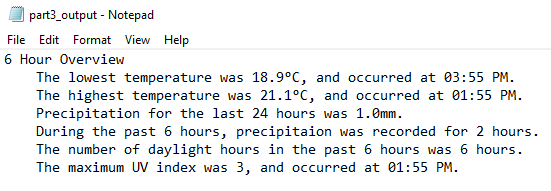 part3_output - Notepad
File Edit Format View Help
6 Hour Overview
The lowest temperature was 18.9°C, and occurred at 03:55 PM.
The highest temperature was 21.1°C, and occurred at 01:55 PM.
Precipitation for the last 24 hours was 1.0mm.
During the past 6 hours, precipitaion was recorded for 2 hours.
The number of daylight hours in the past 6 hours was 6 hours.
The maximum UV index was 3, and occurred at 01:55 PM.